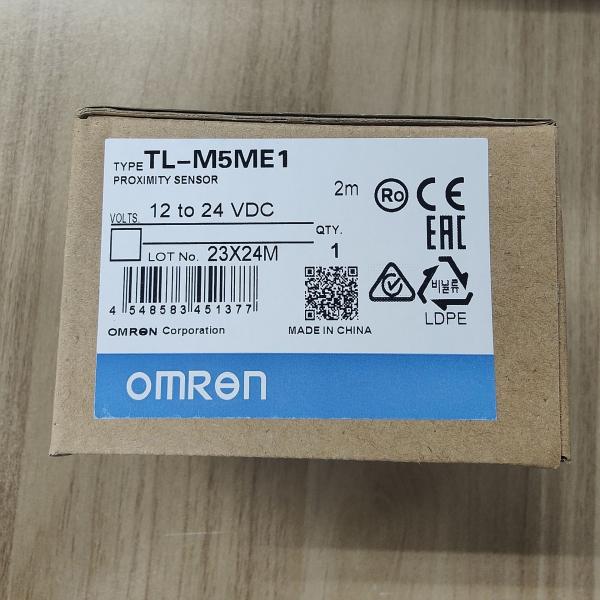 TYPE TL-M5ME1
PROXIMITY SENSOR
2m
Ro
CE
EAC
VOLTS. 12 to 24 VDC
QTY.
1
LOT No. 23X24M
4 548583 451377
비닐류
LDPE
OMRON Corporation
MADE IN CHINA
OMRON